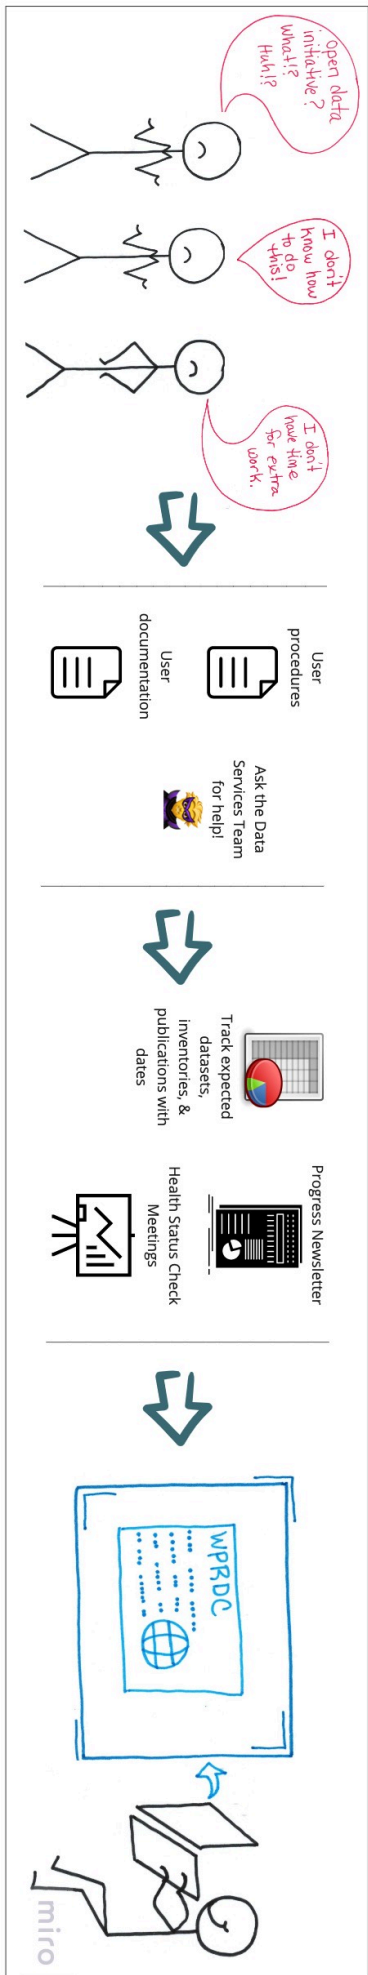 Open data
initiative?
What!?
Huh!?
I don't
know how
to do
this!
I don't
have time
for extra
work.
User
procedures
User
documentation
Ask the Data
Services Team
for help!
Track expected
datasets,
inventories, &
publications with
dates
Progress Newsletter
Health Status Check
Meetings
WPRDC
miro